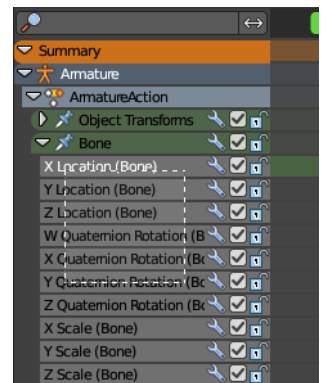 Summary
Armature
ArmatureAction
Object Transforms
Bone
X Location (Bone)
Y Location (Bone)
Z Location (Bone)
W Quaternion Rotation (B
X Quaternion Rotation (Bo
Y Quaternion Rotation (Bo
Z Quaternion Rotation (Bo
X Scale (Bone)
Y Scale (Bone)
Z Scale (Bone)